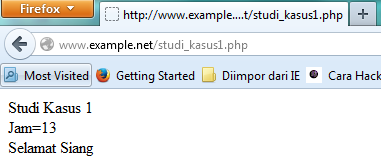 Firefox
http://www.example....t/studi_kasus1.php
www.example.net/studi_kasus1.php
Most Visited Getting Started Diimpor dari IE Cara Hack
Studi Kasus 1
Jam=13
Selamat Siang